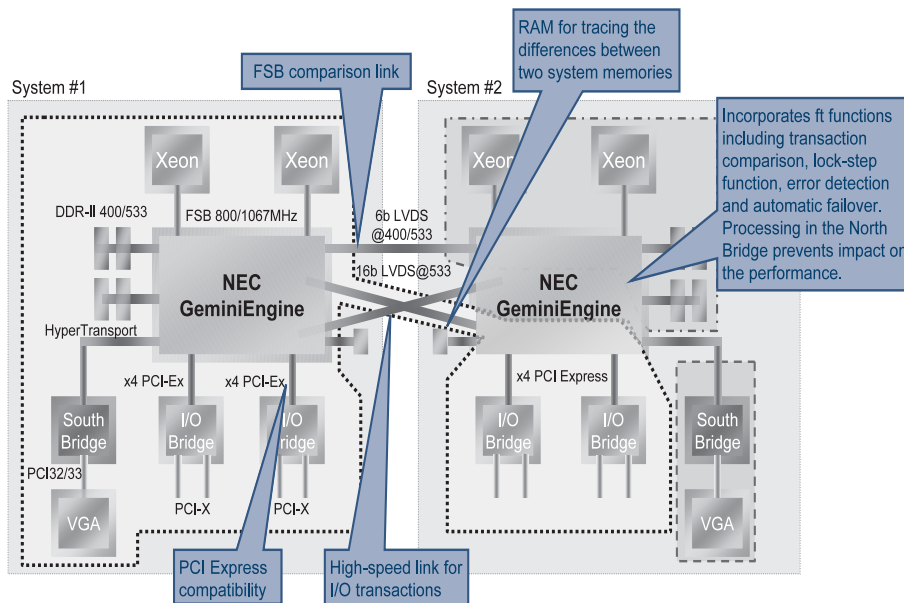 RAM for tracing the
differences between
two system memories
FSB comparison link
System #1
System #2
Incorporates ft functions
including transaction
comparison, lock-step
function, error detection
and automatic failover.
Processing in the North
Bridge prevents impact on
the performance.
Xeon
Xeon
Xeon
Xeon
DDR-II 400/533
FSB 800/1067MHz
6b LVDS
@400/533
16b LVDS@533
NEC
GeminiEngine
NEC
GeminiEngine
HyperTransport
x4 PCI-Ex
x4 PCI-Ex
x4 PCI Express
South
Bridge
I/O
Bridge
I/O
Bridge
I/O
Bridge
I/O
Bridge
South
Bridge
PCI32/33
PCI-X
PCI-X
VGA
VGA
PCI Express
compatibility
High-speed link for
I/O transactions